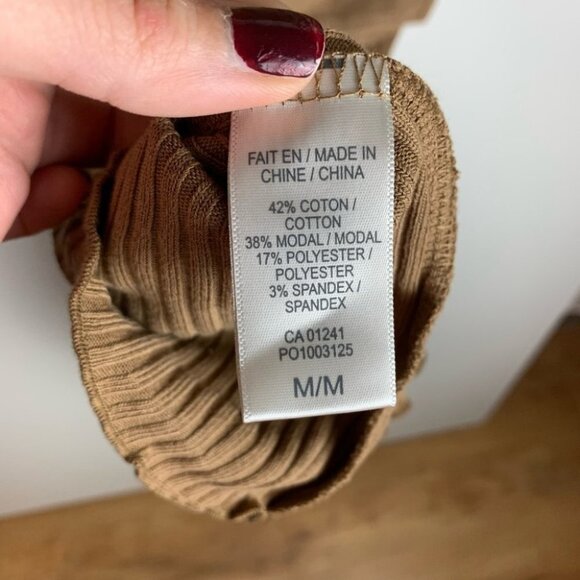 FAIT EN / MADE IN
CHINE / CHINA
42% COTON /
COTTON
38% MODAL / MODAL
17% POLYESTER /
POLYESTER
3% SPANDEX /
SPANDEX
CA 01241
PO1003125
M/M